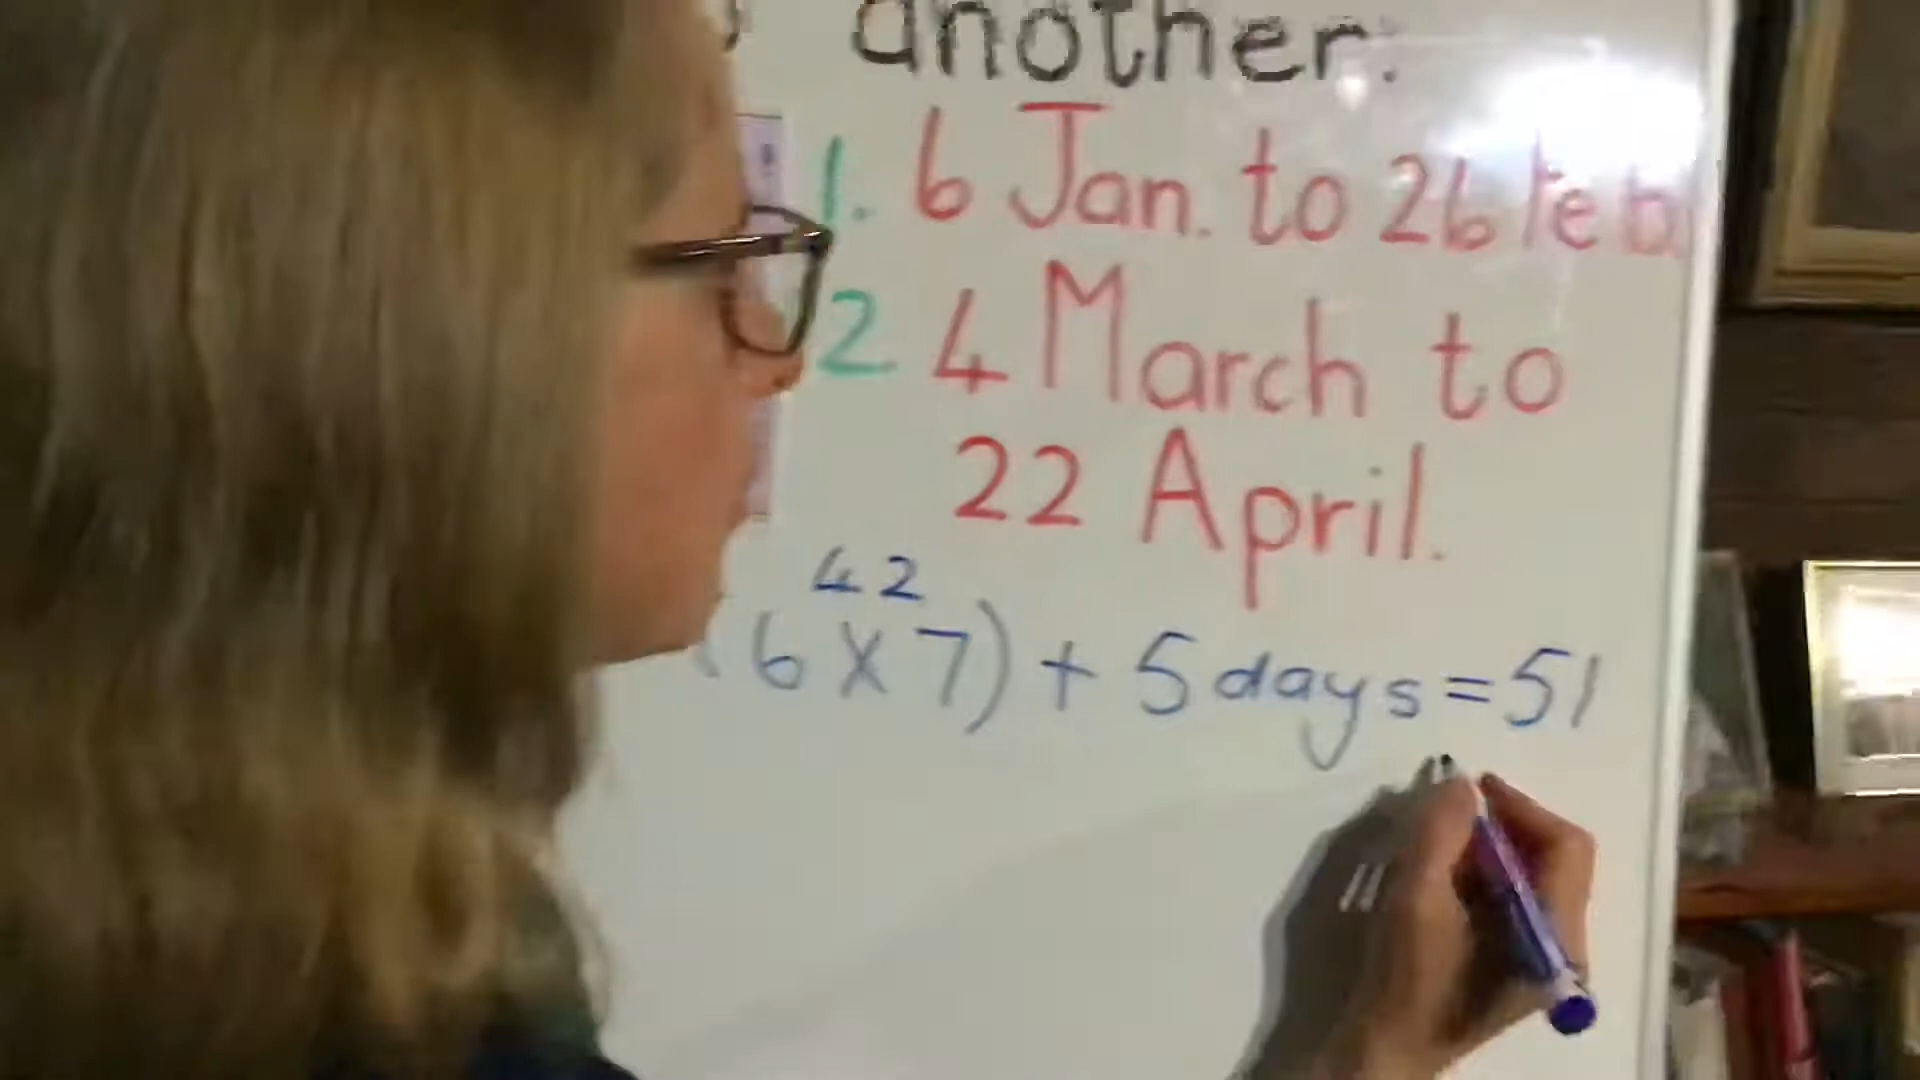 another:
1. 6 Jan. to 26 Feb.
2 4 March to
22 April.
42
(6 X 7) + 5 days = 51